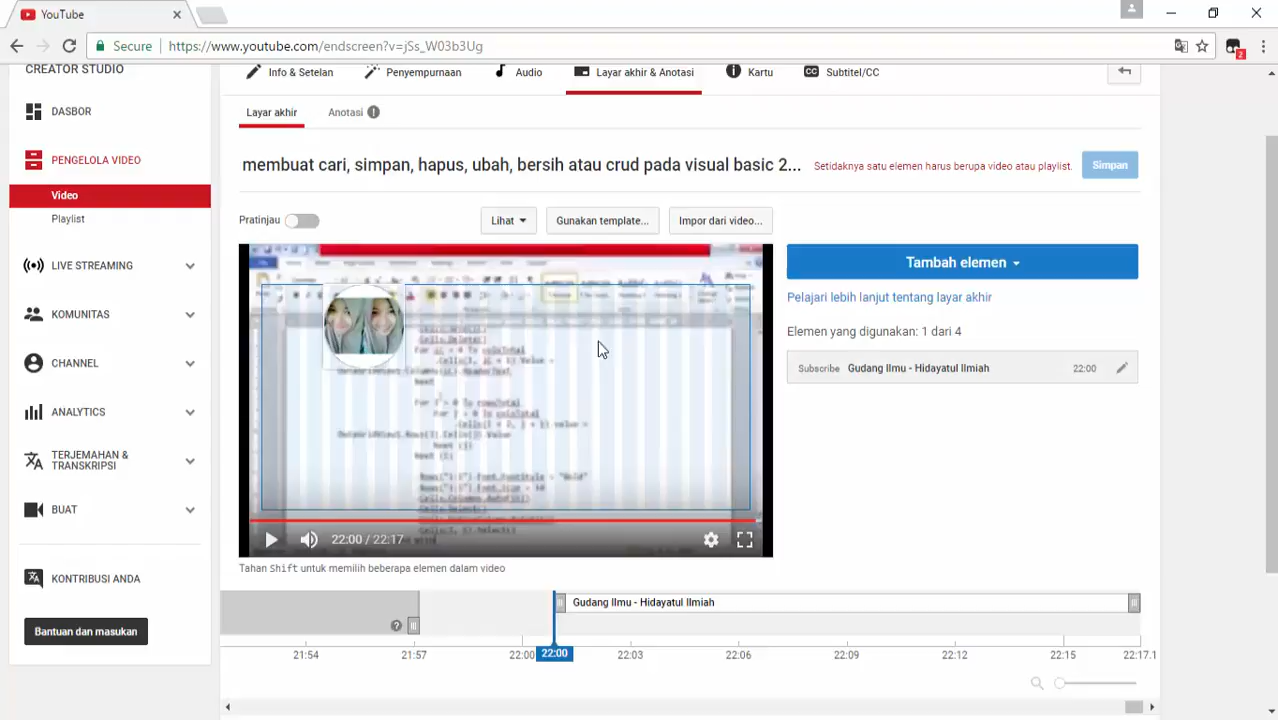 YouTube
Secure
https://www.youtube.com/endscreen?v=jSs_W03b3Ug
2
CREATOR STUDIO
Info & Setelan
Penyempurnaan
Audio
Layar akhir & Anotasi
Kartu
CC
Subtitel/CC
DASBOR
Layar akhir
Anotasi
PENGELOLA VIDEO
membuat cari, simpan, hapus, ubah, bersih atau crud pada visual basic 2...
Setidaknya satu elemen harus berupa video atau playlist.
Simpan
Video
Playlist
Pratinjau
Lihat
Gunakan template...
Impor dari video...
LIVE STREAMING
Tambah elemen
Pelajari lebih lanjut tentang layar akhir
KOMUNITAS
Elemen yang digunakan: 1 dari 4
CHANNEL
Subscribe
Gudang Ilmu - Hidayatul Ilmiah
22:00
ANALYTICS
TERJEMAHAN &
TRANSKRIPSI
BUAT
22:00 / 22:17
Tahan Shift untuk memilih beberapa elemen dalam video
KONTRIBUSI ANDA
Gudang Ilmu - Hidayatul Ilmiah
Bantuan dan masukan
21:54
21:57
22:00
22:00
22:03
22:06
22:09
22:12
22:15
22:17.1